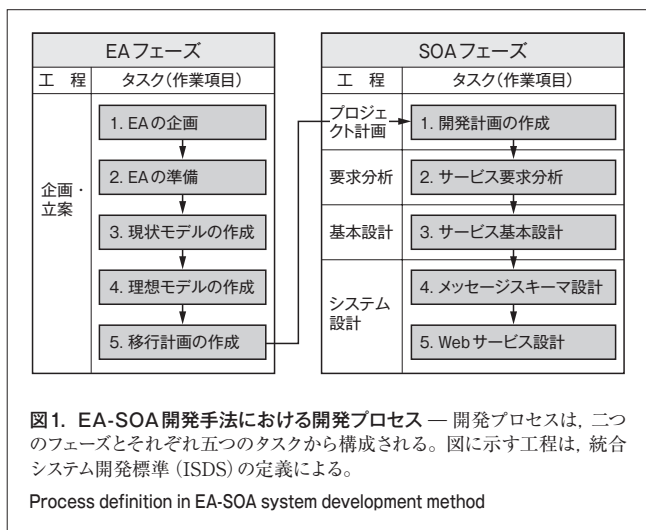 EAフェーズ
工 程 タスク(作業項目)
企画・
立案
1. EAの企画
2. EAの準備
3. 現状モデルの作成
4. 理想モデルの作成
5. 移行計画の作成
SOAフェーズ
工 程 タスク(作業項目)
プロジェ
クト計画
1. 開発計画の作成
要求分析
2. サービス要求分析
基本設計
3. サービス基本設計
システム
設計
4. メッセージスキーマ設計
5. Webサービス設計
図1. EA-SOA開発手法における開発プロセス — 開発プロセスは,二つ
のフェーズとそれぞれ五つのタスクから構成される。図に示す工程は,統合
システム開発標準(ISDS)の定義による。
Process definition in EA-SOA system development method